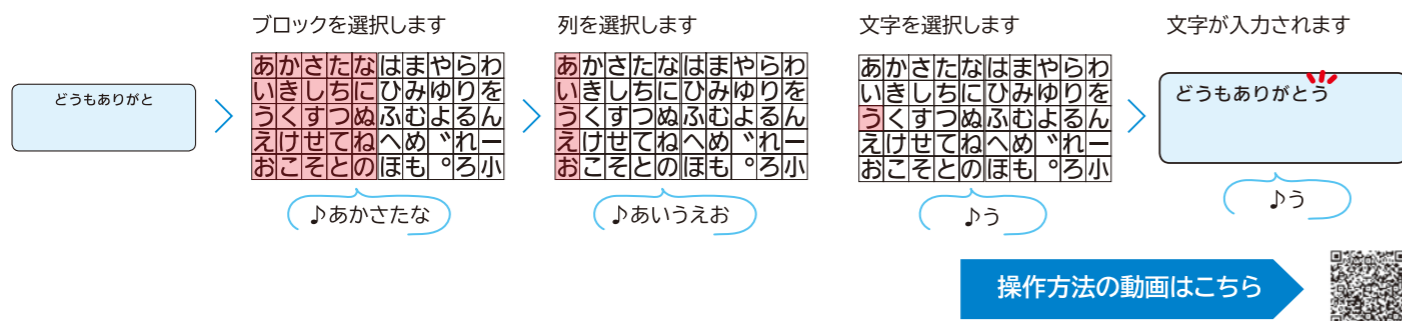 ブロックを選択します
列を選択します
文字を選択します
文字が入力されます
どうもありがと
あかさたなはまやらわ
いきしちにひみゆりを
うくすつぬふむよるん
えけせてねへめ゛れー
おこそとのほも゜ろ小
♪あかさたな
あかさたなはまやらわ
いきしちにひみゆりを
うくすつぬふむよるん
えけせてねへめ゛れー
おこそとのほも゜ろ小
♪あいうえお
あかさたなはまやらわ
いきしちにひみゆりを
うくすつぬふむよるん
えけせてねへめ゛れー
おこそとのほも゜ろ小
♪う
どうもありがとう
♪う
操作方法の動画はこちら